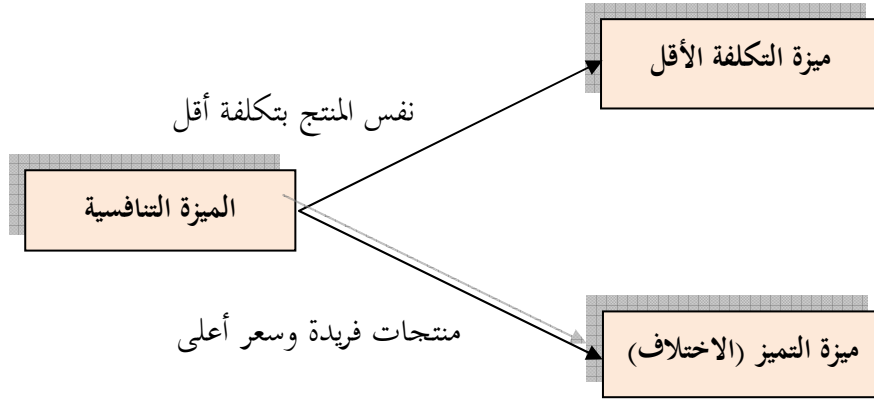 ميزة التكلفة الأقل
نفس المنتج بتكلفة أقل
الميزة التنافسية
منتجات فريدة وسعر أعلى
ميزة التميز (الاختلاف)